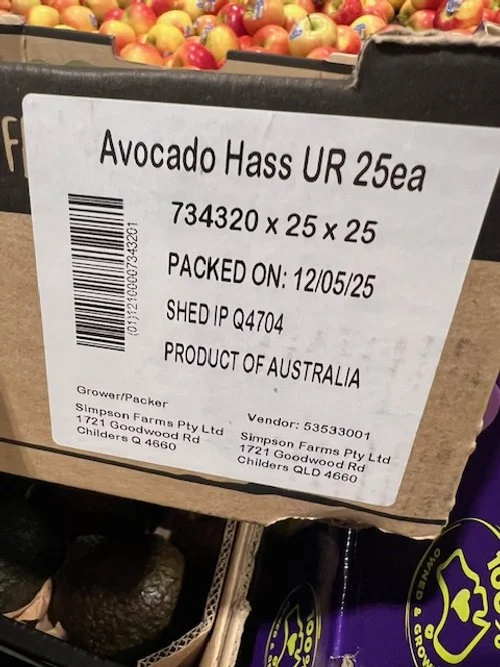 Avocado Hass UR 25ea
734320 x 25 x 25
PACKED ON: 12/05/25
SHED IP Q4704
PRODUCT OF AUSTRALIA
(01)12100007343201
Grower/Packer
Simpson Farms Pty Ltd
1721 Goodwood Rd
Childers Q 4660
Vendor: 53533001
Simpson Farms Pty Ltd
1721 Goodwood Rd
Childers QLD 4660
OWNED & GRO